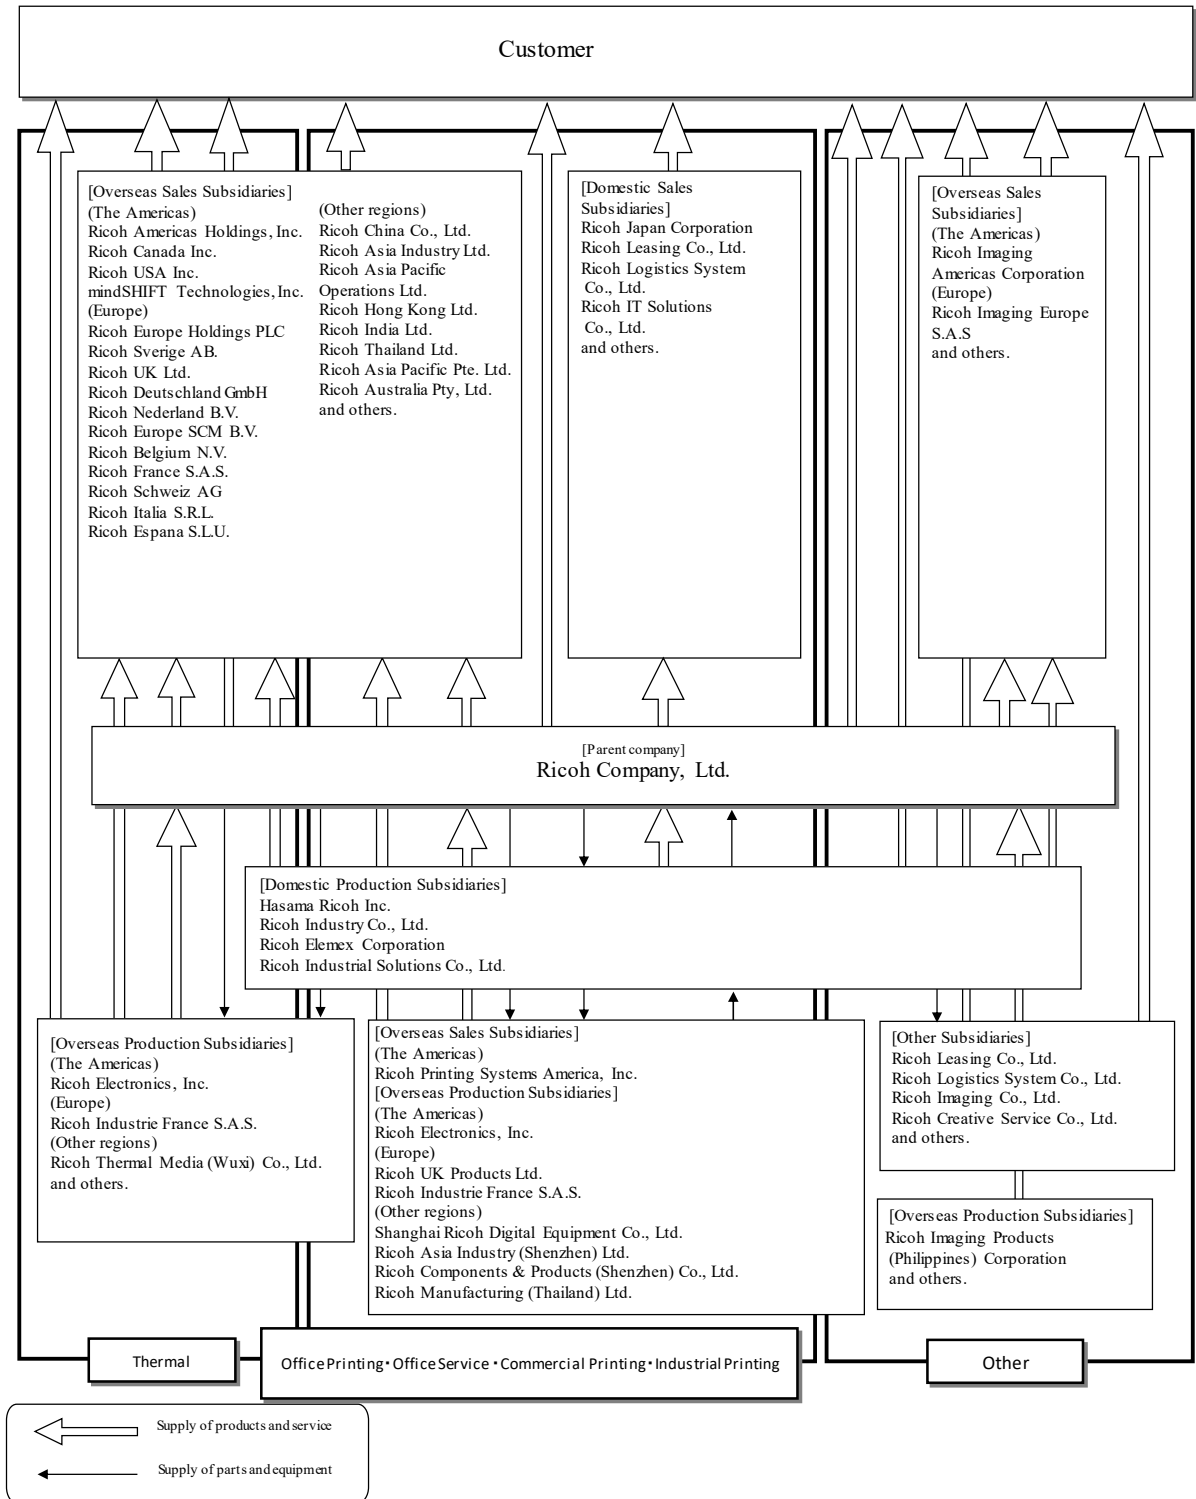 Customer
[Overseas Sales Subsidiaries]
(The Americas)
Ricoh Americas Holdings, Inc.
Ricoh Canada Inc.
Ricoh USA Inc.
mindSHIFT Technologies, Inc.
(Europe)
Ricoh Europe Holdings PLC
Ricoh Sverige AB.
Ricoh UK Ltd.
Ricoh Deutschland GmbH
Ricoh Nederland B.V.
Ricoh Europe SCM B.V.
Ricoh Belgium N.V.
Ricoh France S.A.S.
Ricoh Schweiz AG
Ricoh Italia S.R.L.
Ricoh Espana S.L.U.
(Other regions)
Ricoh China Co., Ltd.
Ricoh Asia Industry Ltd.
Ricoh Asia Pacific
Operations Ltd.
Ricoh Hong Kong Ltd.
Ricoh India Ltd.
Ricoh Thailand Ltd.
Ricoh Asia Pacific Pte. Ltd.
Ricoh Australia Pty, Ltd.
and others.
[Domestic Sales
Subsidiaries]
Ricoh Japan Corporation
Ricoh Leasing Co., Ltd.
Ricoh Logistics System
Co., Ltd.
Ricoh IT Solutions
Co., Ltd.
and others.
[Overseas Sales
Subsidiaries]
(The Americas)
Ricoh Imaging
Americas Corporation
(Europe)
Ricoh Imaging Europe
S.A.S
and others.
[Parent company]
Ricoh Company, Ltd.
[Domestic Production Subsidiaries]
Hasama Ricoh Inc.
Ricoh Industry Co., Ltd.
Ricoh Elemex Corporation
Ricoh Industrial Solutions Co., Ltd.
[Overseas Production Subsidiaries]
(The Americas)
Ricoh Electronics, Inc.
(Europe)
Ricoh Industrie France S.A.S.
(Other regions)
Ricoh Thermal Media (Wuxi) Co., Ltd.
and others.
[Overseas Sales Subsidiaries]
(The Americas)
Ricoh Printing Systems America, Inc.
[Overseas Production Subsidiaries]
(The Americas)
Ricoh Electronics, Inc.
(Europe)
Ricoh UK Products Ltd.
Ricoh Industrie France S.A.S.
(Other regions)
Shanghai Ricoh Digital Equipment Co., Ltd.
Ricoh Asia Industry (Shenzhen) Ltd.
Ricoh Components & Products (Shenzhen) Co., Ltd.
Ricoh Manufacturing (Thailand) Ltd.
[Other Subsidiaries]
Ricoh Leasing Co., Ltd.
Ricoh Logistics System Co., Ltd.
Ricoh Imaging Co., Ltd.
Ricoh Creative Service Co., Ltd.
and others.
[Overseas Production Subsidiaries]
Ricoh Imaging Products
(Philippines) Corporation
and others.
Thermal
Office Printing・Office Service・Commercial Printing・Industrial Printing
Other
Supply of products and service
Supply of parts and equipment